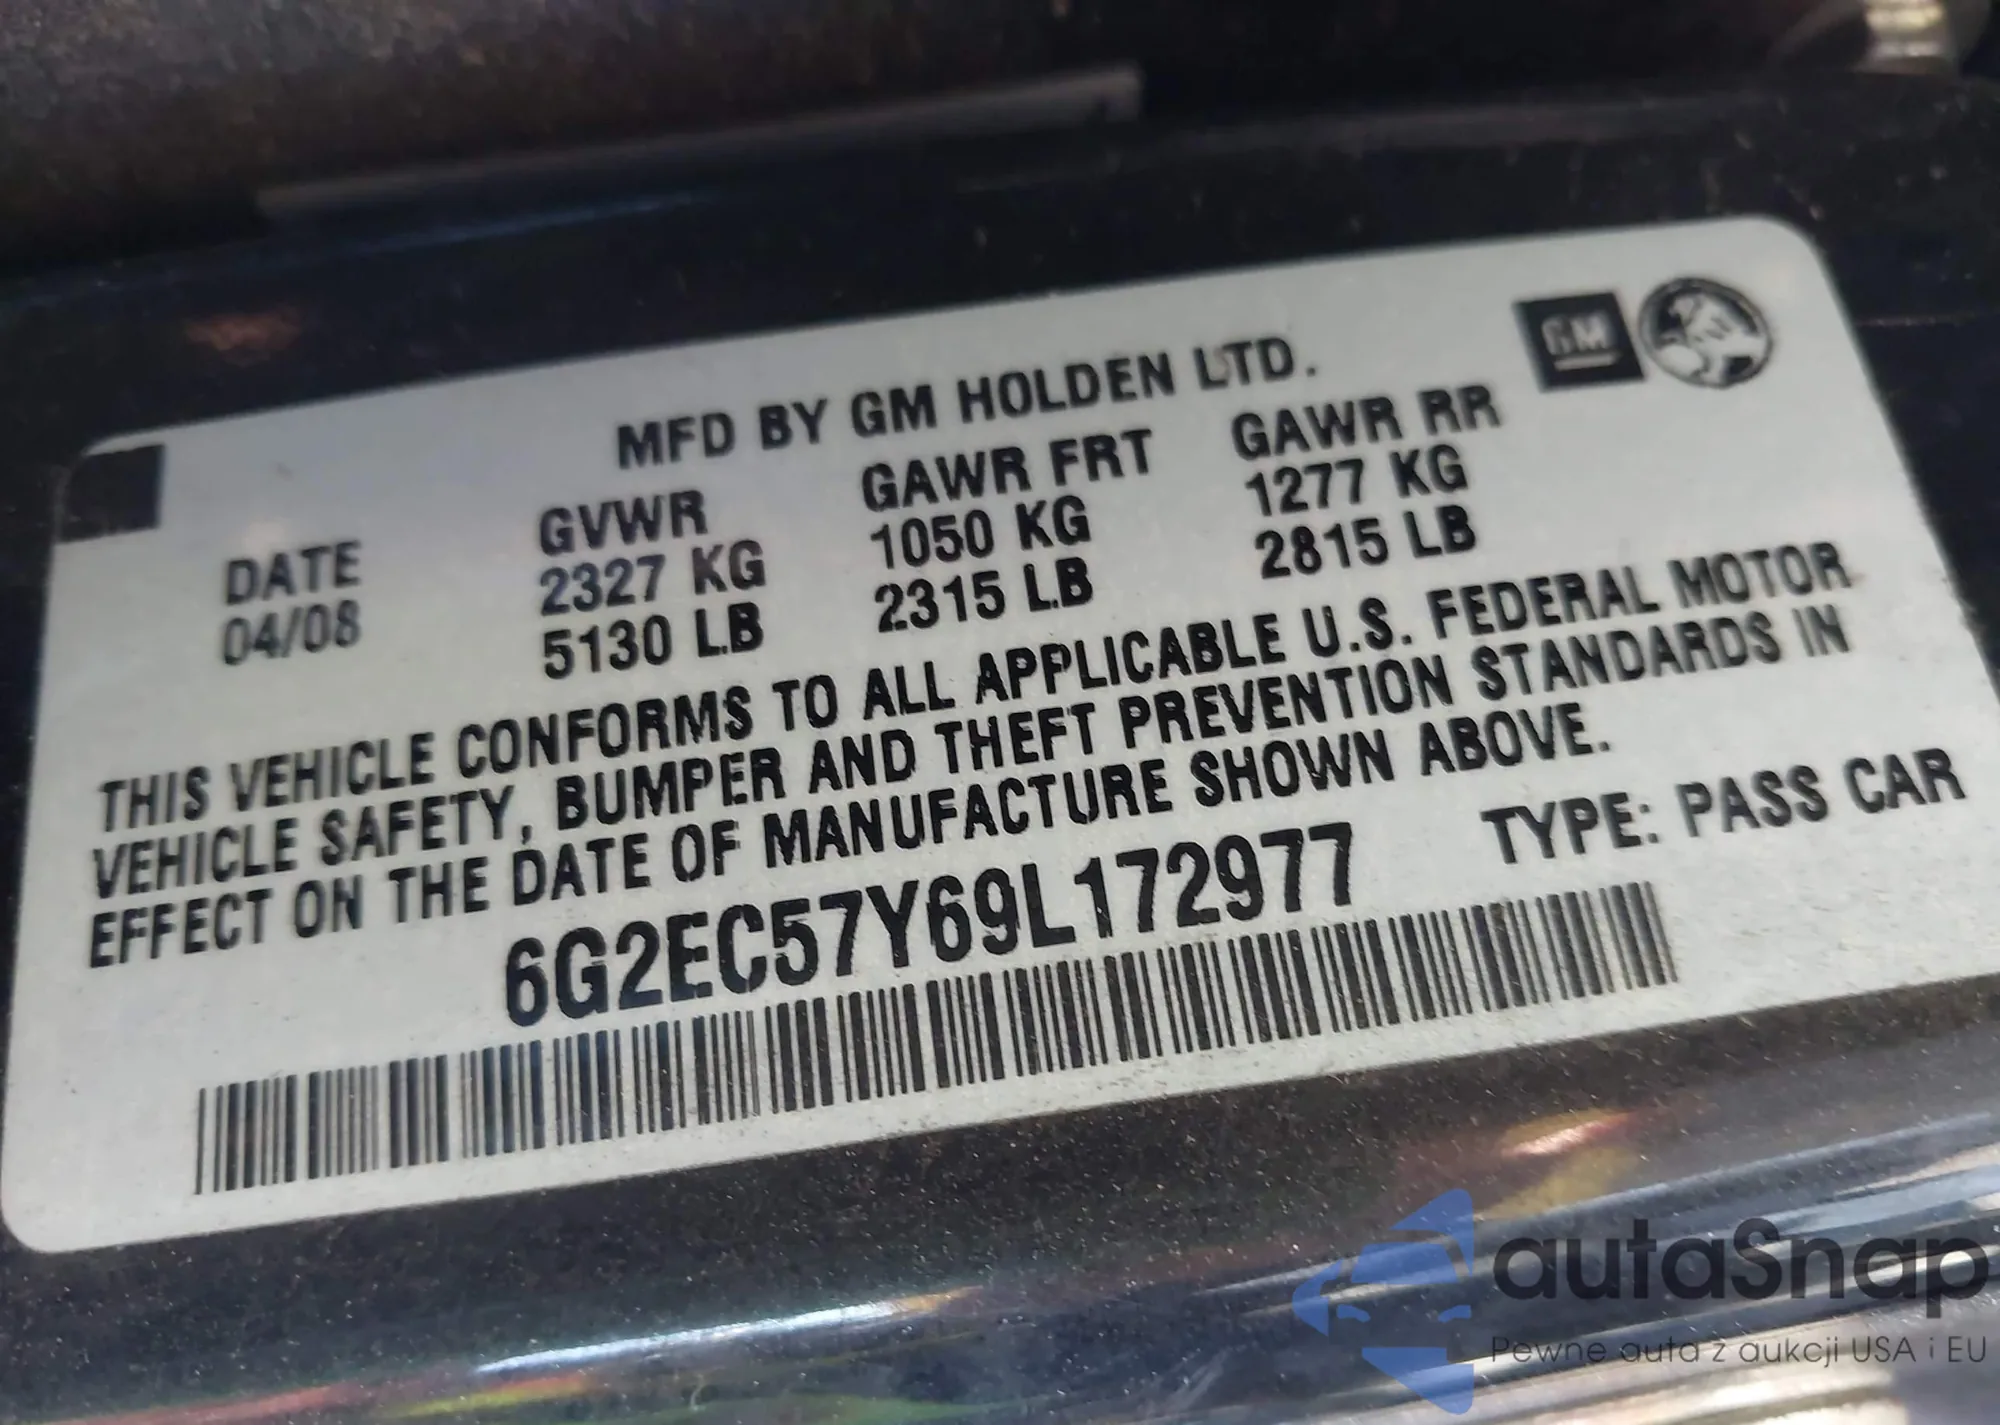 GM
MFD BY GM HOLDEN LTD.
DATE GVWR GAWR FRT GAWR RR
04/08 2327 KG 1050 KG 1277 KG
5130 LB 2315 LB 2815 LB
THIS VEHICLE CONFORMS TO ALL APPLICABLE U.S. FEDERAL MOTOR
VEHICLE SAFETY, BUMPER AND THEFT PREVENTION STANDARDS IN
EFFECT ON THE DATE OF MANUFACTURE SHOWN ABOVE.
6G2EC57Y69L172977 TYPE: PASS CAR
autaSnap
Pewne auta z aukcji USA i EU